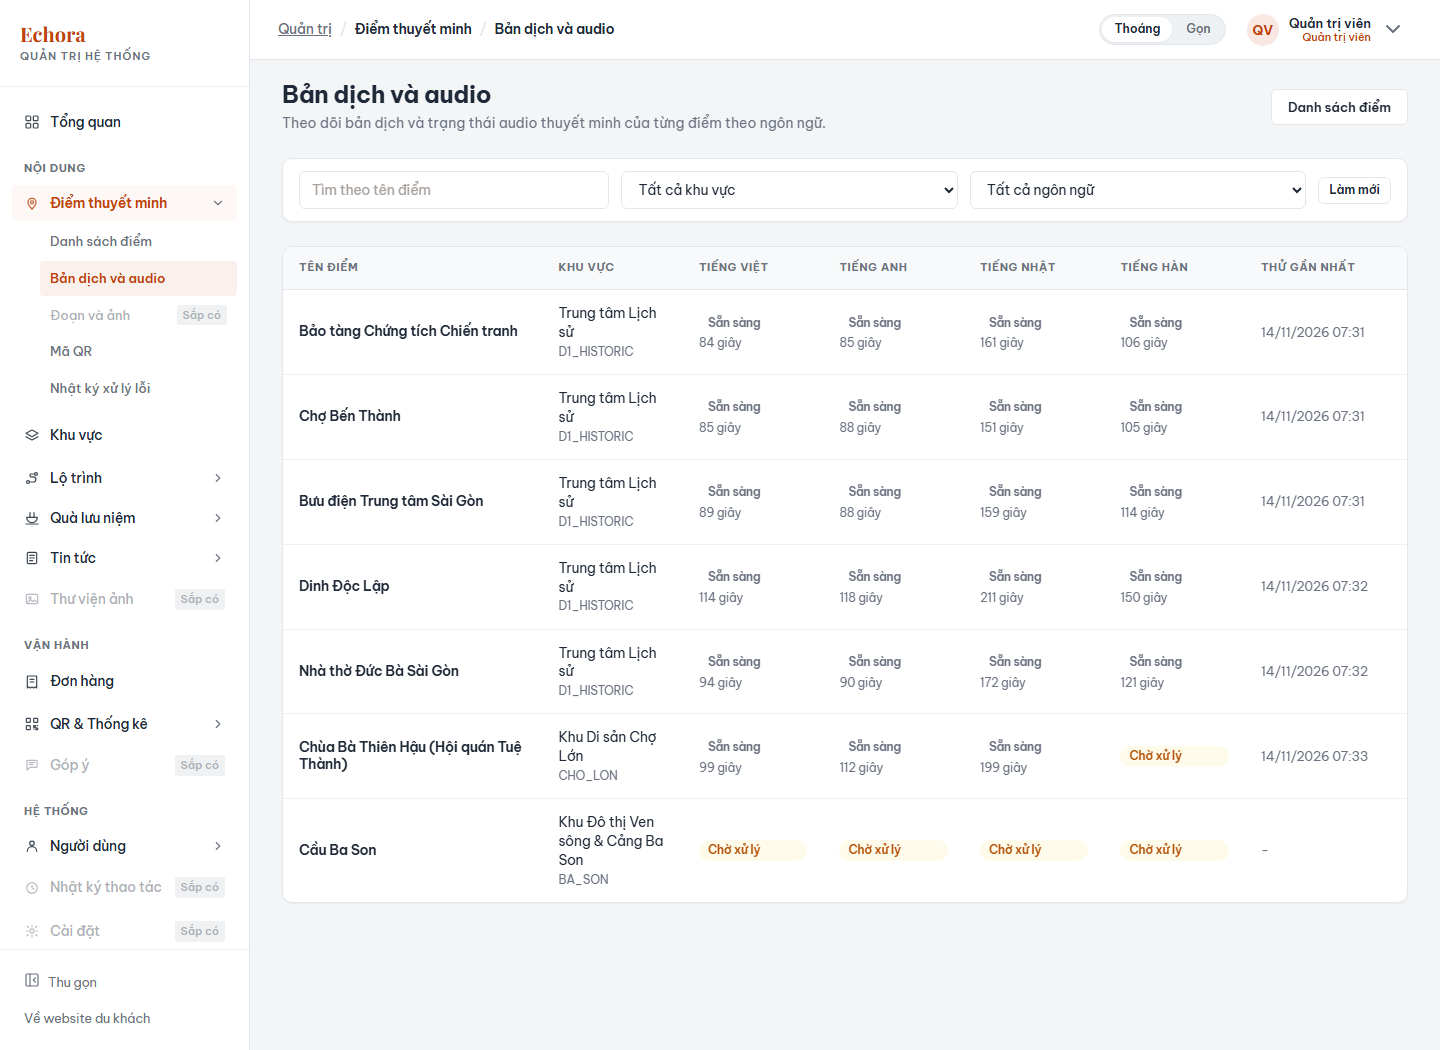 Echora
QUẢN TRỊ HỆ THỐNG
Tổng quan
NỘI DUNG
Điểm thuyết minh
Danh sách điểm
Bản dịch và audio
Đoạn và ảnh
Sắp có
Mã QR
Nhật ký xử lý lỗi
Khu vực
Lộ trình
Quà lưu niệm
Tin tức
Thư viện ảnh
Sắp có
VẬN HÀNH
Đơn hàng
QR & Thống kê
Góp ý
Sắp có
HỆ THỐNG
Người dùng
Nhật ký thao tác
Sắp có
Cài đặt
Sắp có
Thu gọn
Về website du khách
Quản trị / Điểm thuyết minh / Bản dịch và audio
Thoáng
Gọn
QV
Quản trị viên
Quản trị viên
Bản dịch và audio
Theo dõi bản dịch và trạng thái audio thuyết minh của từng điểm theo ngôn ngữ.
Danh sách điểm
Tìm theo tên điểm
Tất cả khu vực
Tất cả ngôn ngữ
Làm mới
TÊN ĐIỂM KHU VỰC TIẾNG VIỆT TIẾNG ANH TIẾNG NHẬT TIẾNG HÀN THỬ GẦN NHẤT
Bảo tàng Chứng tích Chiến tranh
Trung tâm Lịch
sử
D1_HISTORIC
Sẵn sàng
84 giây
Sẵn sàng
85 giây
Sẵn sàng
161 giây
Sẵn sàng
106 giây
14/11/2026 07:31
Chợ Bến Thành
Trung tâm Lịch
sử
D1_HISTORIC
Sẵn sàng
85 giây
Sẵn sàng
88 giây
Sẵn sàng
151 giây
Sẵn sàng
105 giây
14/11/2026 07:31
Bưu điện Trung tâm Sài Gòn
Trung tâm Lịch
sử
D1_HISTORIC
Sẵn sàng
89 giây
Sẵn sàng
88 giây
Sẵn sàng
159 giây
Sẵn sàng
114 giây
14/11/2026 07:31
Dinh Độc Lập
Trung tâm Lịch
sử
D1_HISTORIC
Sẵn sàng
114 giây
Sẵn sàng
118 giây
Sẵn sàng
211 giây
Sẵn sàng
150 giây
14/11/2026 07:32
Nhà thờ Đức Bà Sài Gòn
Trung tâm Lịch
sử
D1_HISTORIC
Sẵn sàng
94 giây
Sẵn sàng
90 giây
Sẵn sàng
172 giây
Sẵn sàng
121 giây
14/11/2026 07:32
Chùa Bà Thiên Hậu (Hội quán Tuệ
Thành)
Khu Di sản Chợ
Lớn
CHO_LON
Sẵn sàng
99 giây
Sẵn sàng
112 giây
Sẵn sàng
199 giây
Chờ xử lý
14/11/2026 07:33
Cầu Ba Son
Khu Đô thị Ven
sông & Cảng Ba
Son
BA_SON
Chờ xử lý
Chờ xử lý
Chờ xử lý
Chờ xử lý
-